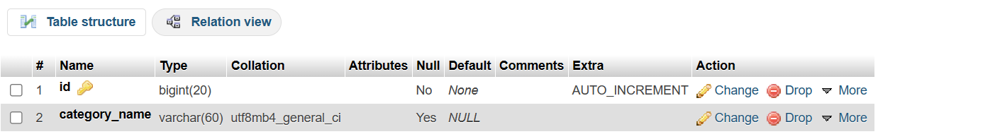 Table structure Relation view
# Name Type Collation Attributes Null Default Comments Extra Action
1 id bigint(20) No None AUTO_INCREMENT Change Drop More
2 category_name varchar(60) utf8mb4_general_ci Yes NULL Change Drop More